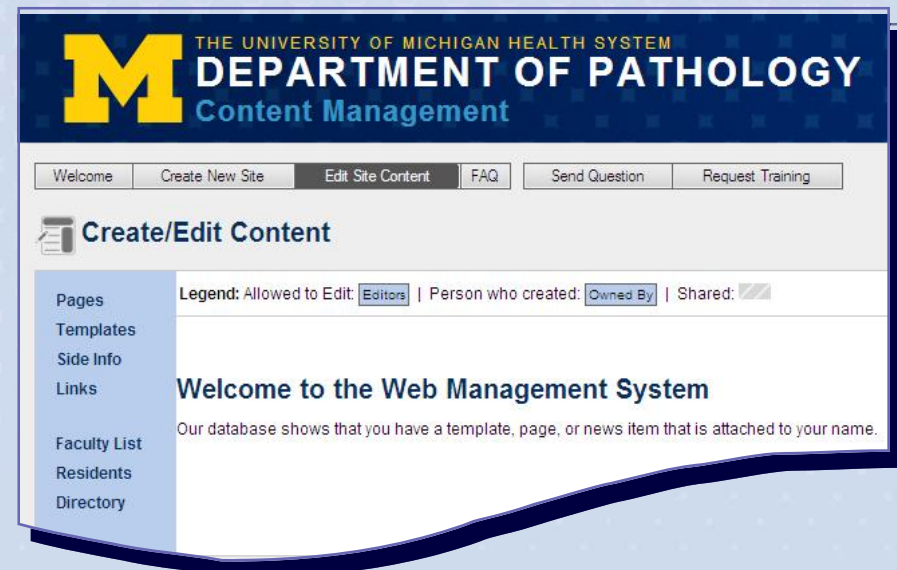 M
THE UNIVERSITY OF MICHIGAN HEALTH SYSTEM
DEPARTMENT OF PATHOLOGY
Content Management
Welcome Create New Site Edit Site Content FAQ Send Question Request Training
Create/Edit Content
Pages
Templates
Side Info
Links
Faculty List
Residents
Directory
Legend: Allowed to Edit: Editors | Person who created: Owned By | Shared:
Welcome to the Web Management System
Our database shows that you have a template, page, or news item that is attached to your name.